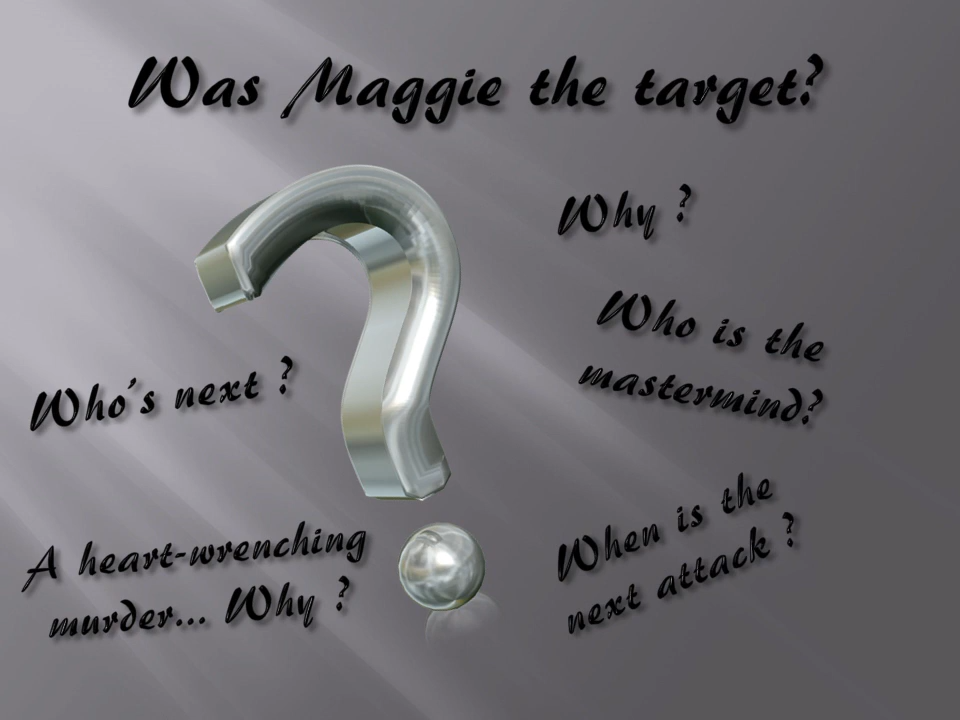 Was Maggie the target?
Why ?
Who is the
mastermind?
Who's next ?
A heart-wrenching
murder... Why ?
When is the
next attack ?